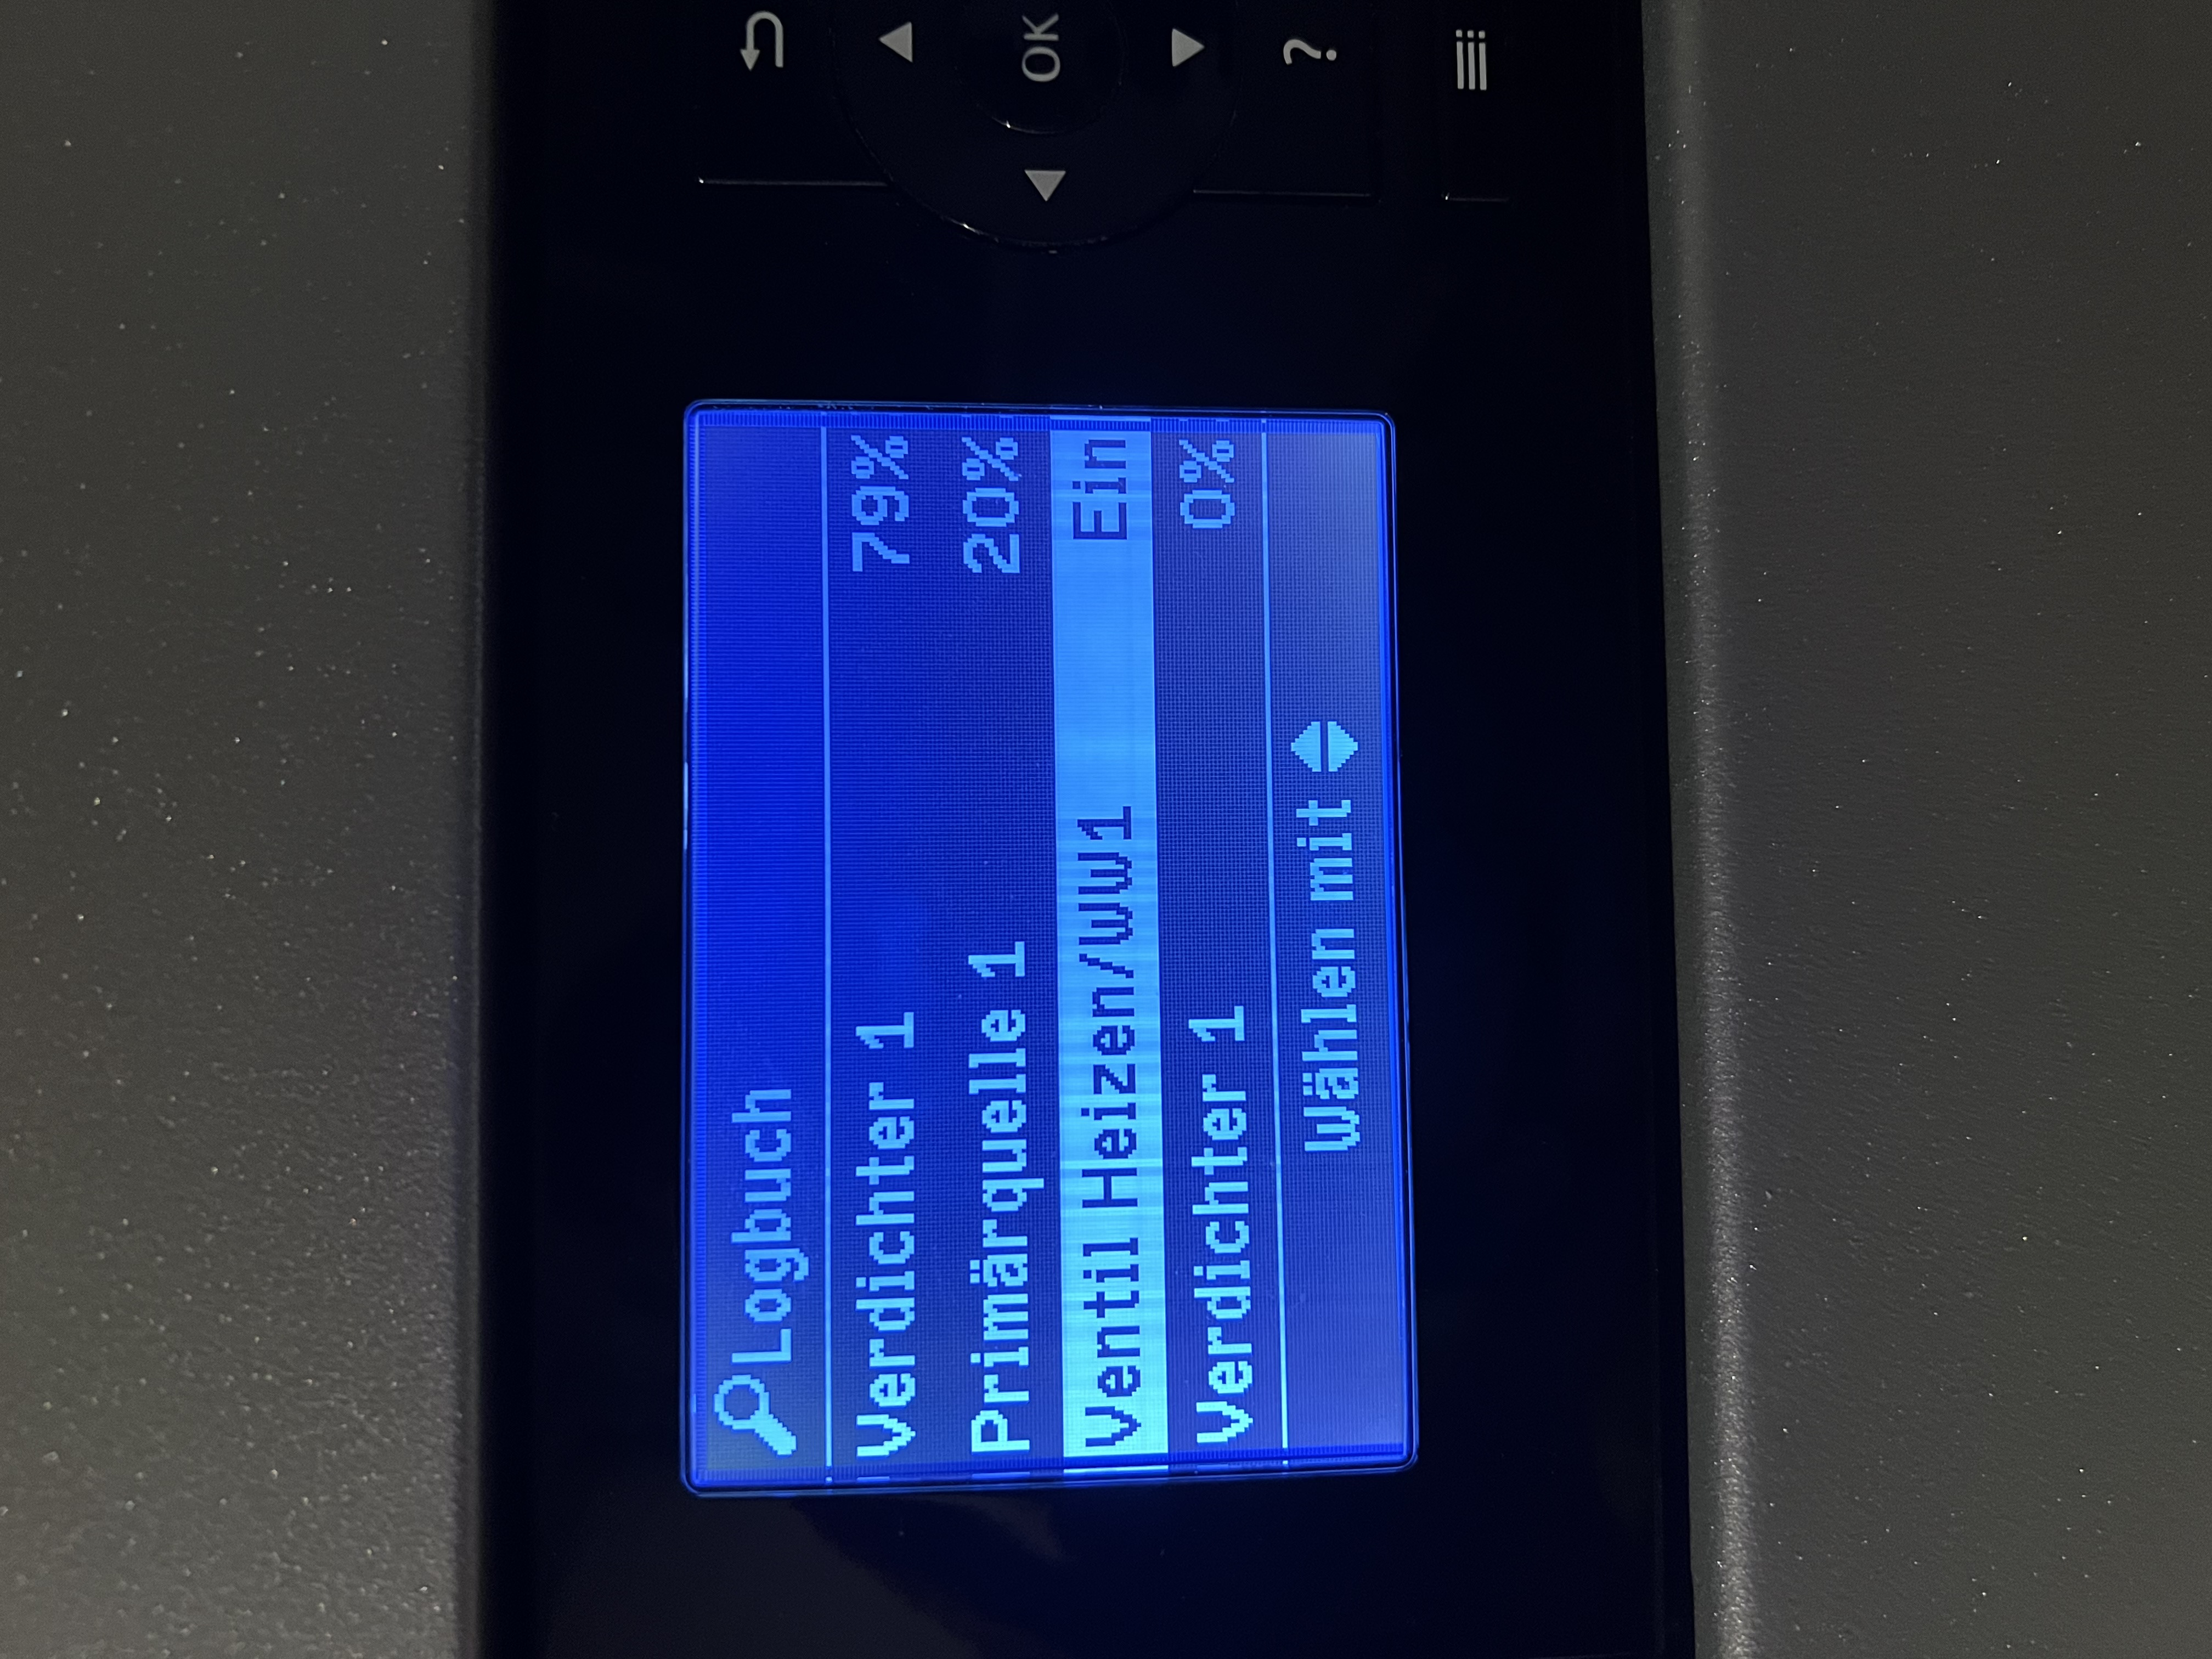 Logbuch
Verdichter 1 79%
Primärquelle 1 20%
Ventil Heizen/WW1 Ein
Verdichter 1 0%
Wählen mit
OK
?